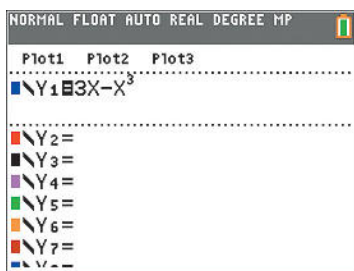 NORMAL FLOAT AUTO REAL DEGREE MP
Plot1 Plot2 Plot3
\Y₁=3X-X³
\Y₂=
\Y₃=
\Y₄=
\Y₅=
\Y₆=
\Y₇=